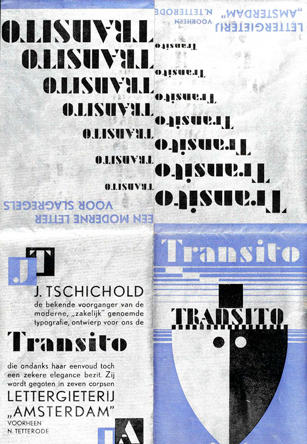 TRANSITO
TRANSITO
TRANSITO
TRANSITO
TRANSITO
TRANSITO
TRANSITO
TRANSITO
EEN MODERNE LETTER
VOOR SLAGREGELS
LETTERGIETERIJ
„AMSTERDAM”
VOORHEEN
N. TETTERODE
Transito
Transito
Transito
Transito
Transito
Transito
Transito
JT
J. TSCHICHOLD
de bekende voorganger van de
moderne, „zakelijk” genoemde
typografie, ontwierp voor ons de
Transito
die ondanks haar eenvoud toch
een zekere elegance bezit. Zij
wordt gegoten in zeven corpsen
LETTERGIETERIJ
„AMSTERDAM”
VOORHEEN
N. TETTERODE
Transito
TRANSITO